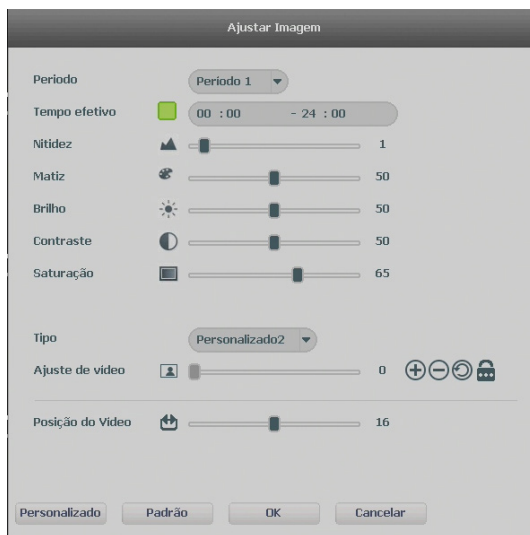 Ajustar Imagem
Periodo Periodo 1
Tempo efetivo 00 :00 - 24 :00
Nitidez 1
Matiz 50
Brilho 50
Contraste 50
Saturação 65
Tipo Personalizado2
Ajuste de vídeo 0
Posição do Video 16
Personalizado Padrão OK Cancelar